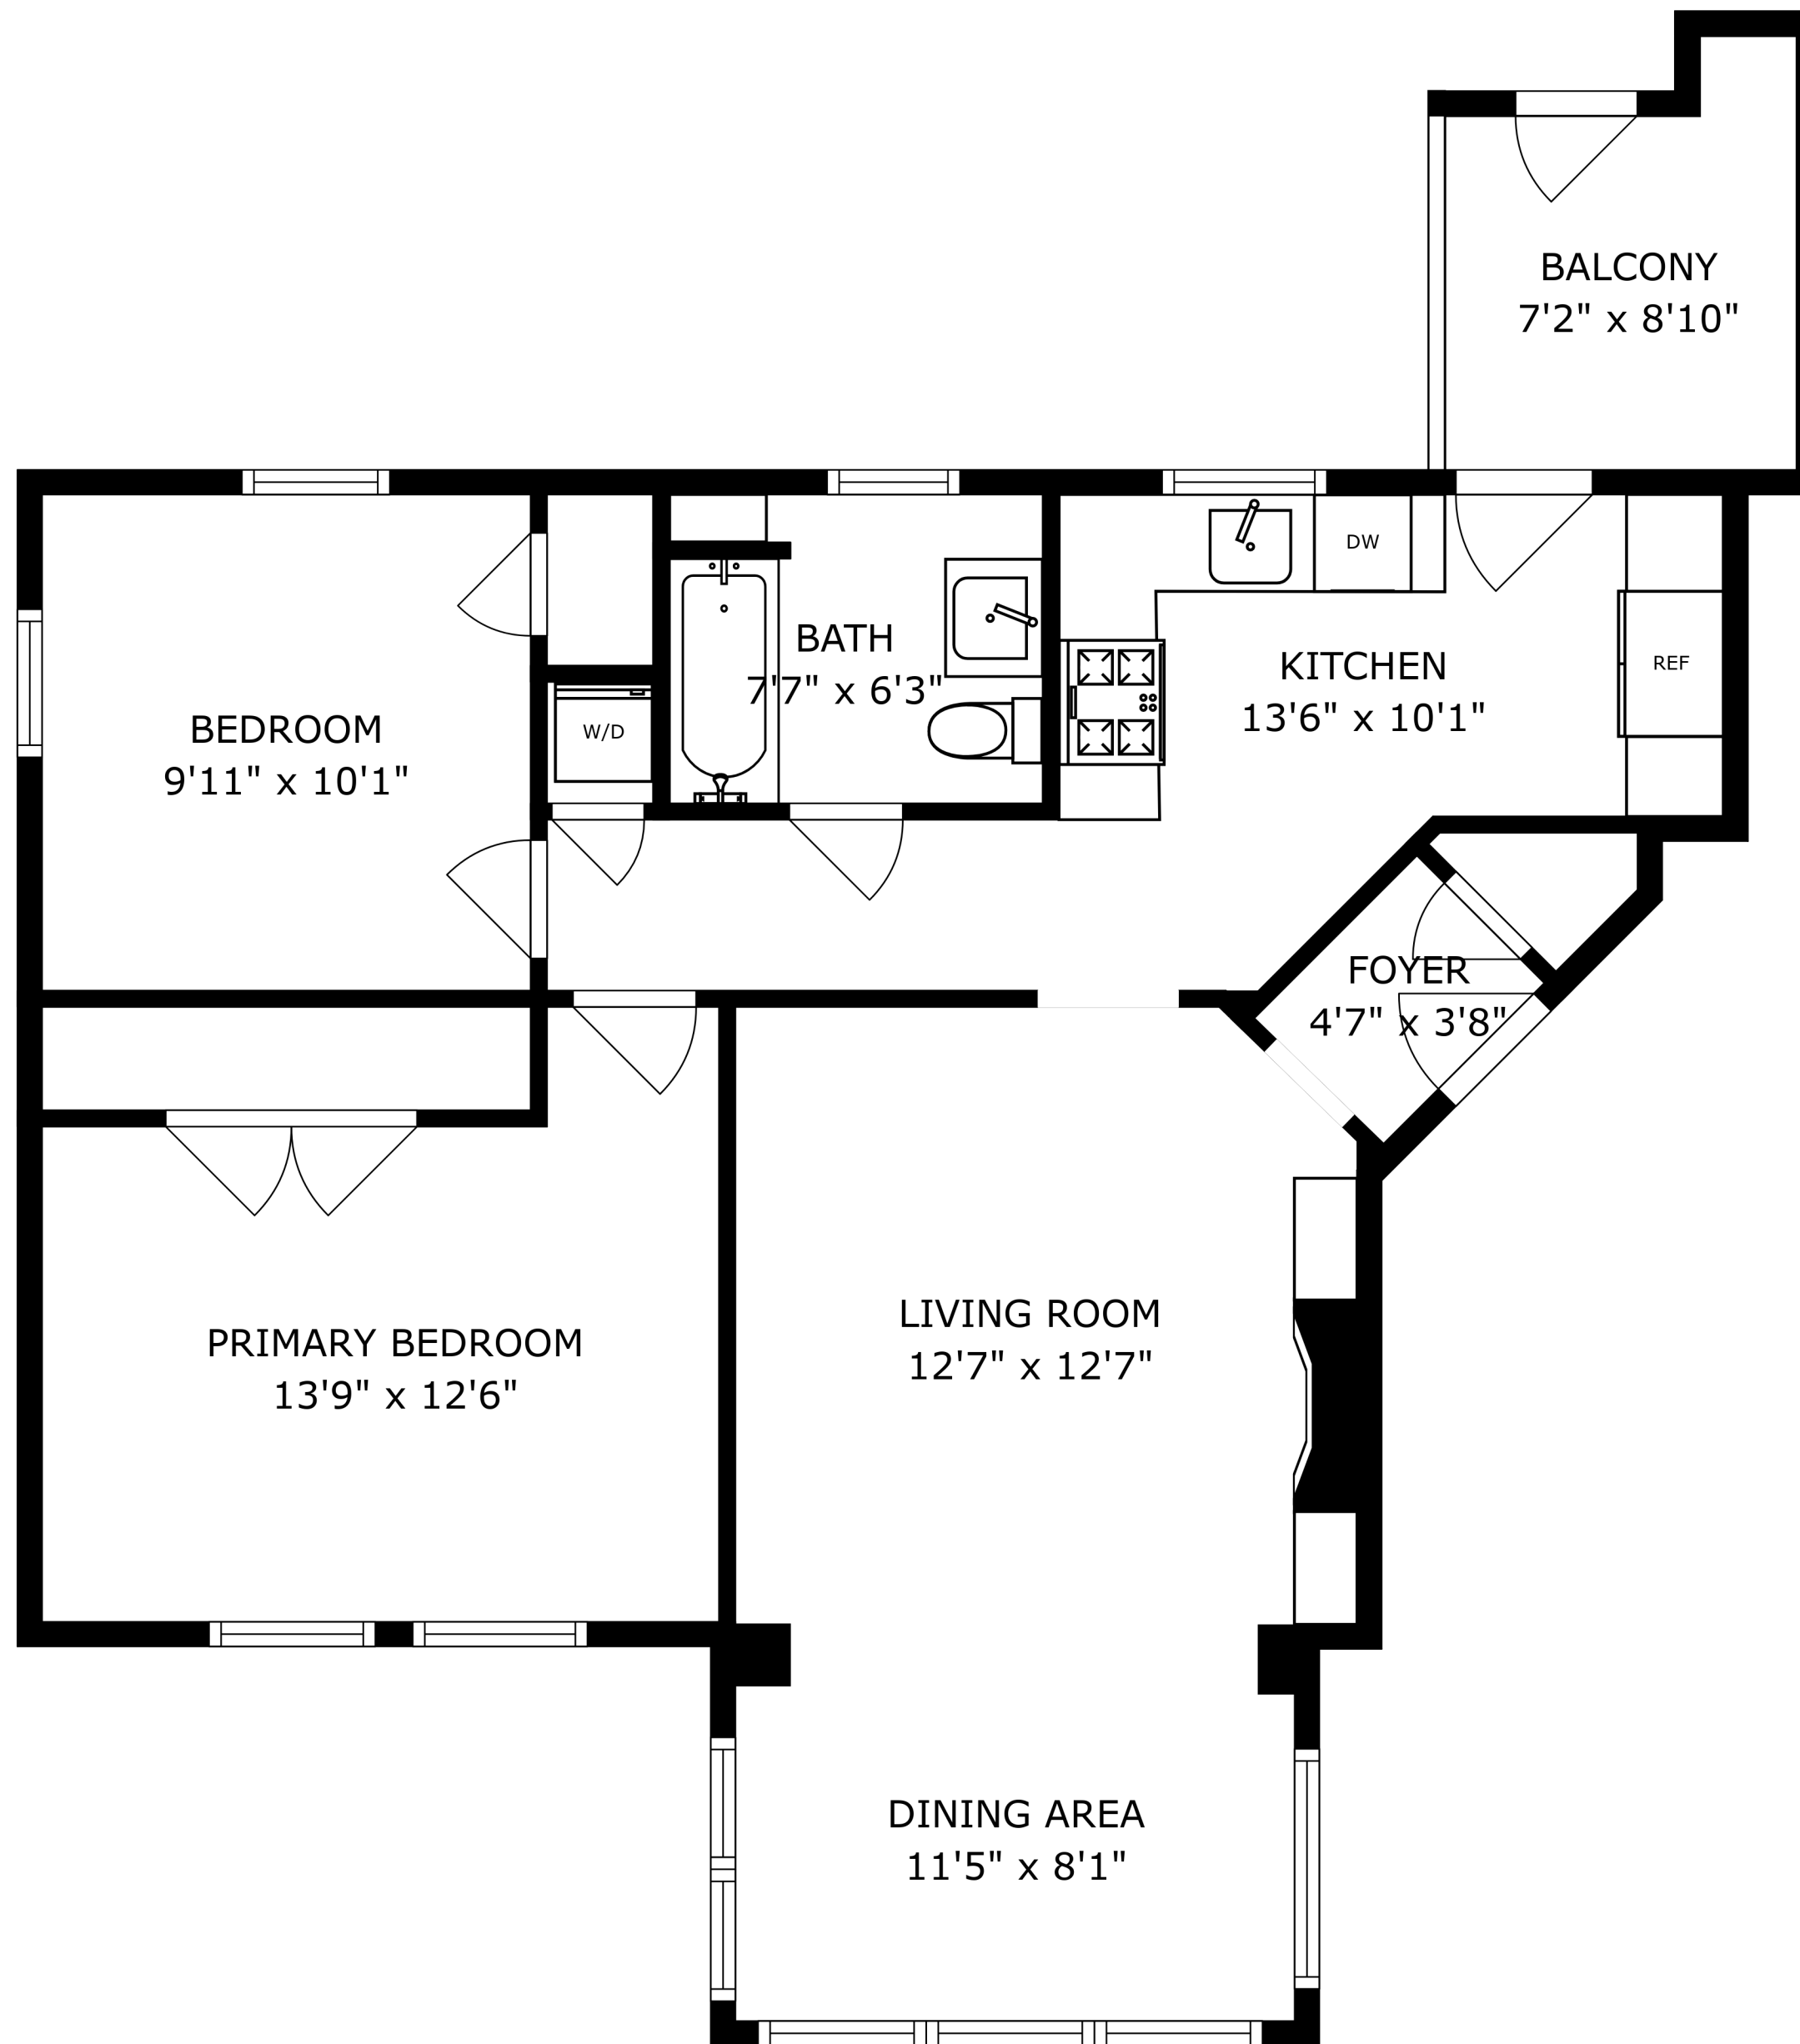 BALCONY
7'2" x 8'10"
DW
BATH
7'7" x 6'3"
KITCHEN
13'6" x 10'1"
REF
BEDROOM
9'11" x 10'1"
W/D
FOYER
4'7" x 3'8"
LIVING ROOM
12'7" x 12'7"
PRIMARY BEDROOM
13'9" x 12'6"
DINING AREA
11'5" x 8'1"